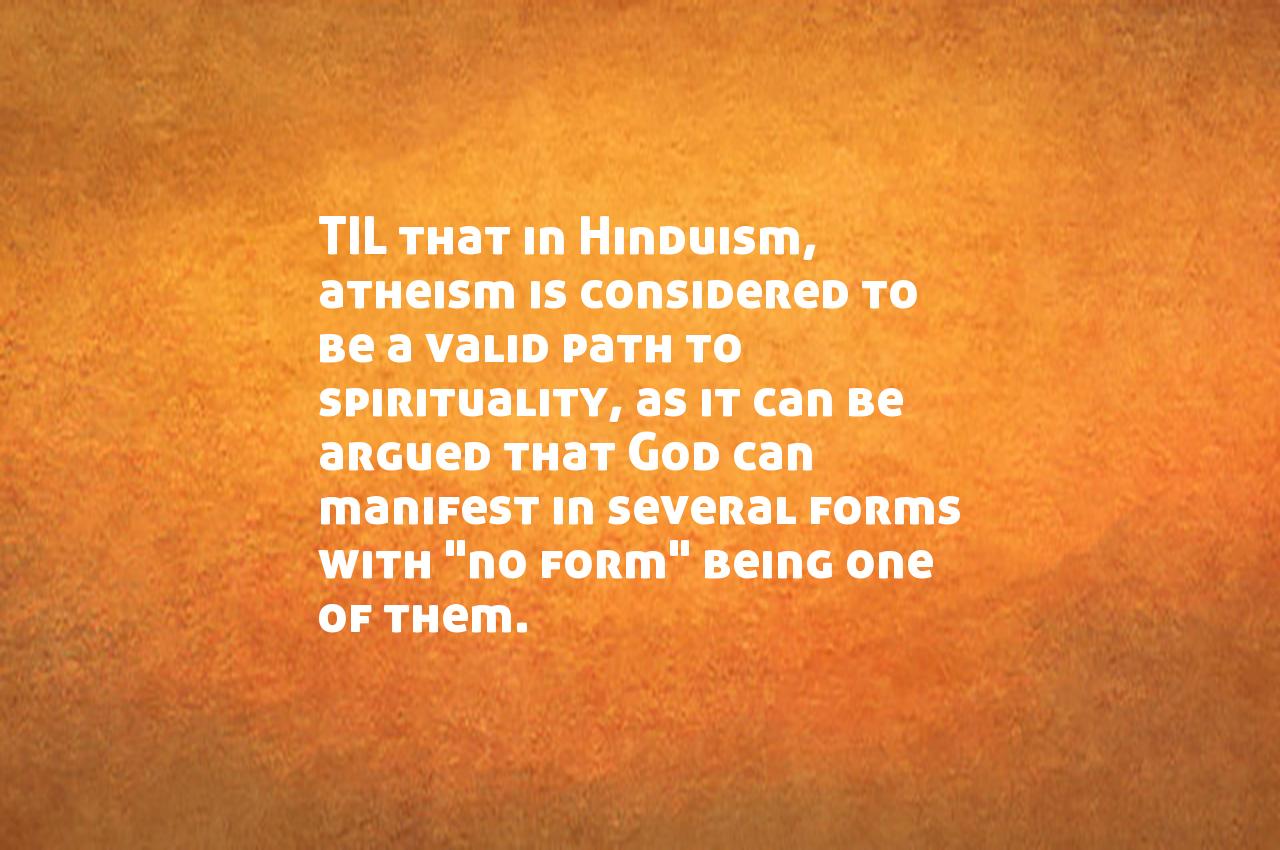 TIL that in Hinduism,
atheism is considered to
be a valid path to
spirituality, as it can be
argued that God can
manifest in several forms
with "no form" being one
of them.